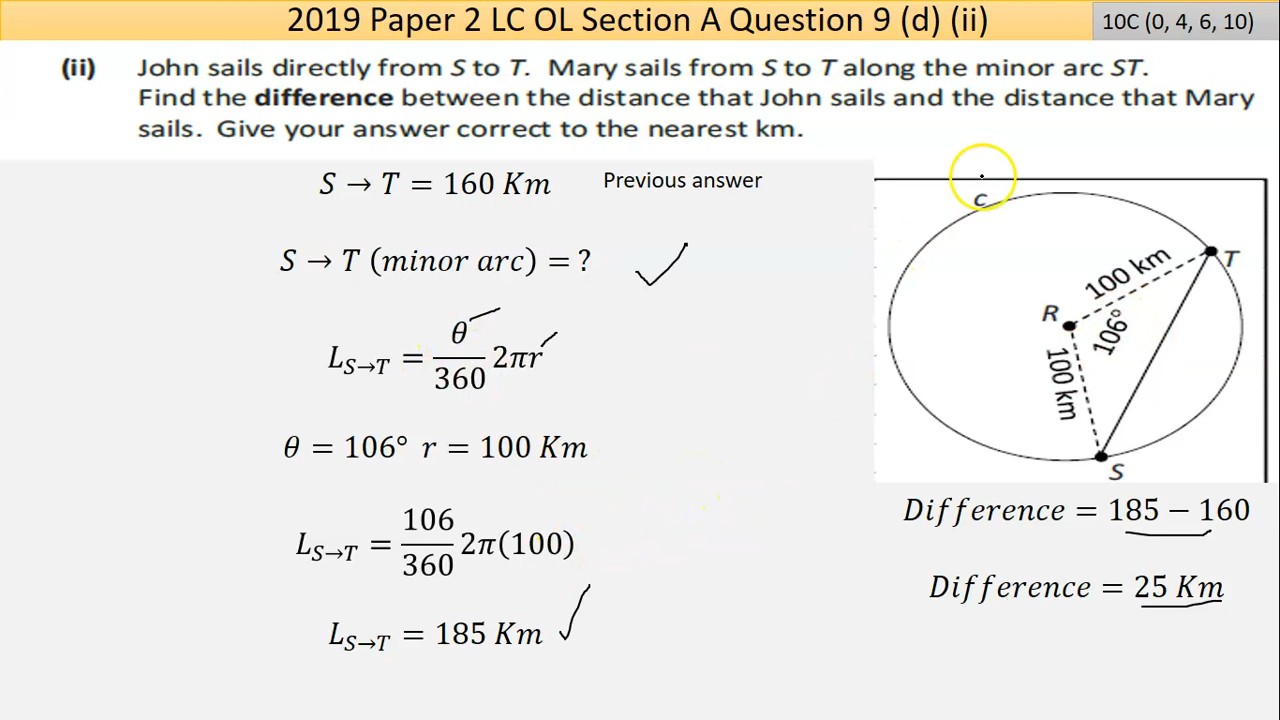 2019 Paper 2 LC OL Section A Question 9 (d) (ii)
10C (0, 4, 6, 10)
(ii) John sails directly from S to T. Mary sails from S to T along the minor arc ST.
Find the difference between the distance that John sails and the distance that Mary
sails. Give your answer correct to the nearest km.
S → T = 160 Km
Previous answer
S → T (minor arc) = ?
L_{S→T} = θ/360 2πr
θ = 106° r = 100 Km
L_{S→T} = 106/360 2π(100)
L_{S→T} = 185 Km
C
T
100 km
R
106°
100 km
S
Difference = 185 − 160
Difference = 25 Km